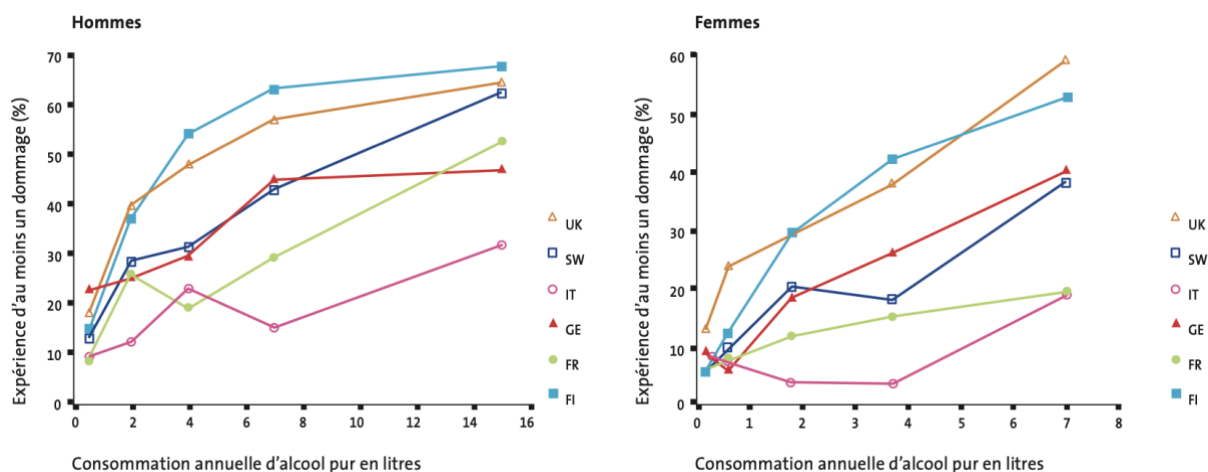 Hommes
Expérience d'au moins un dommage (%)
70
60
50
40
30
20
10
0
0 2 4 6 8 10 12 14 16
Consommation annuelle d'alcool pur en litres
UK
SW
IT
GE
FR
FI
Femmes
Expérience d'au moins un dommage (%)
60
50
40
30
20
10
0
0 1 2 3 4 5 6 7 8
Consommation annuelle d'alcool pur en litres
UK
SW
IT
GE
FR
FI